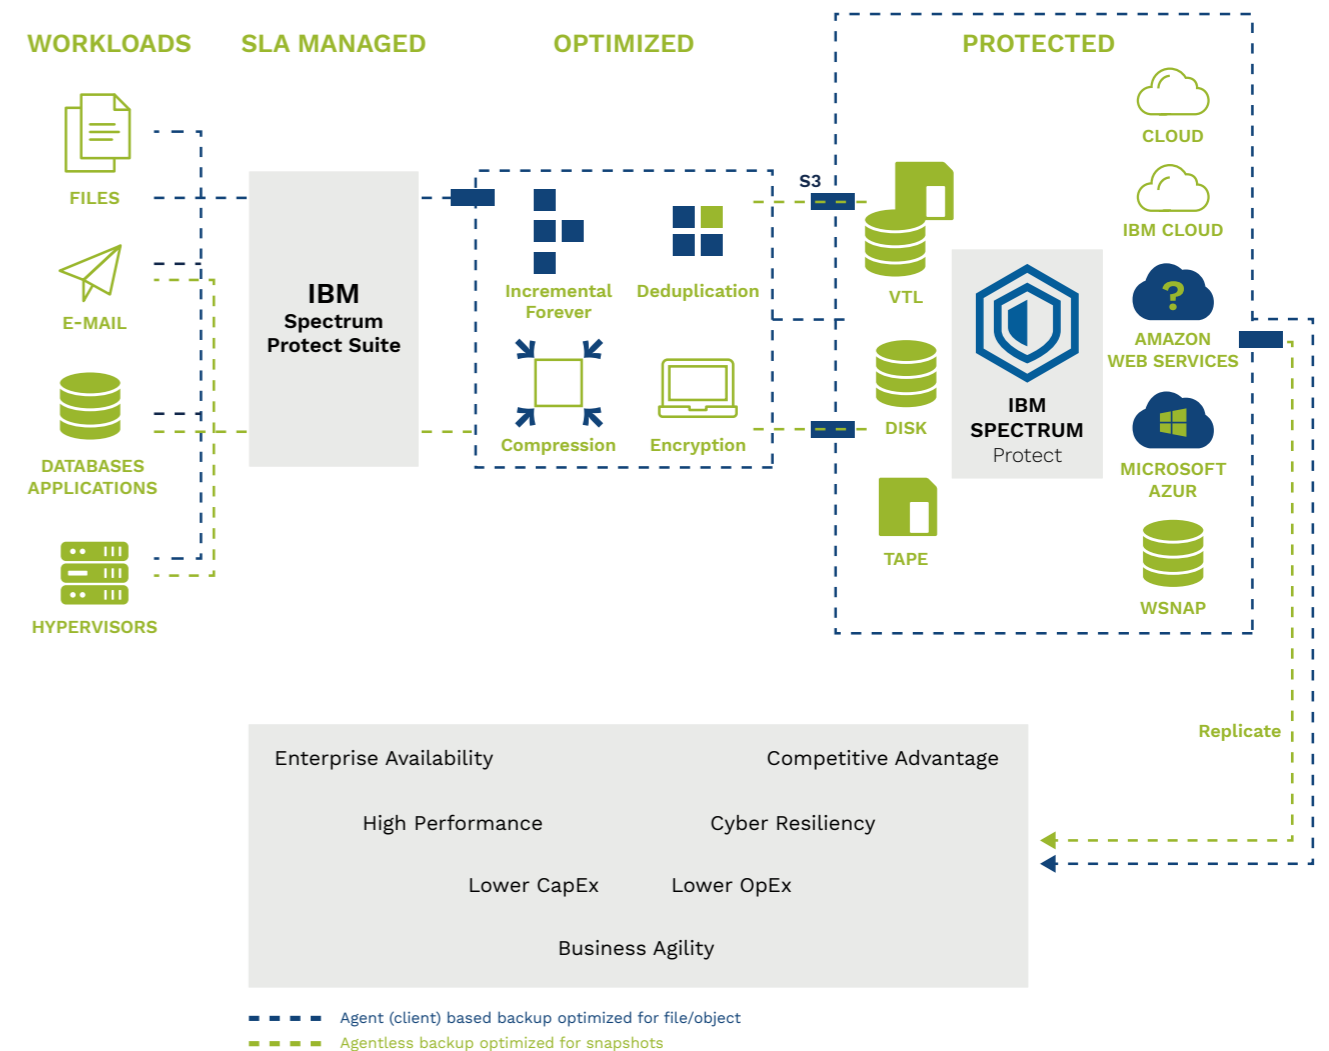 WORKLOADS
SLA MANAGED
OPTIMIZED
PROTECTED
FILES
E-MAIL
DATABASES
APPLICATIONS
HYPERVISORS
IBM
Spectrum
Protect Suite
Incremental
Forever
Deduplication
Compression
Encryption
S3
VTL
DISK
TAPE
IBM
SPECTRUM
Protect
CLOUD
IBM CLOUD
?
AMAZON
WEB SERVICES
MICROSOFT
AZUR
WSNAP
Replicate
Enterprise Availability
Competitive Advantage
High Performance
Cyber Resiliency
Lower CapEx
Lower OpEx
Business Agility
Agent (client) based backup optimized for file/object
Agentless backup optimized for snapshots